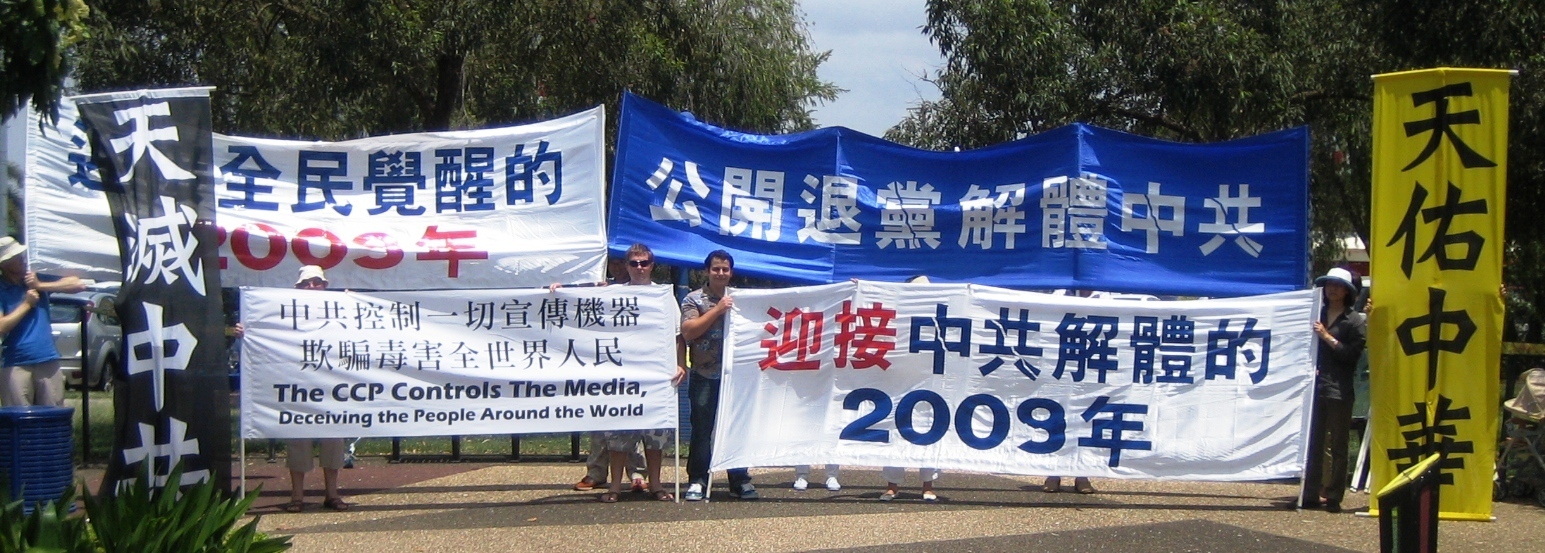 天滅中共
全民覺醒的
2009年
公開退黨解體中共
中共控制一切宣傳機器
欺騙毒害全世界人民
The CCP Controls The Media,
Deceiving the People Around the World
迎接中共解體的
2009年
天佑中華